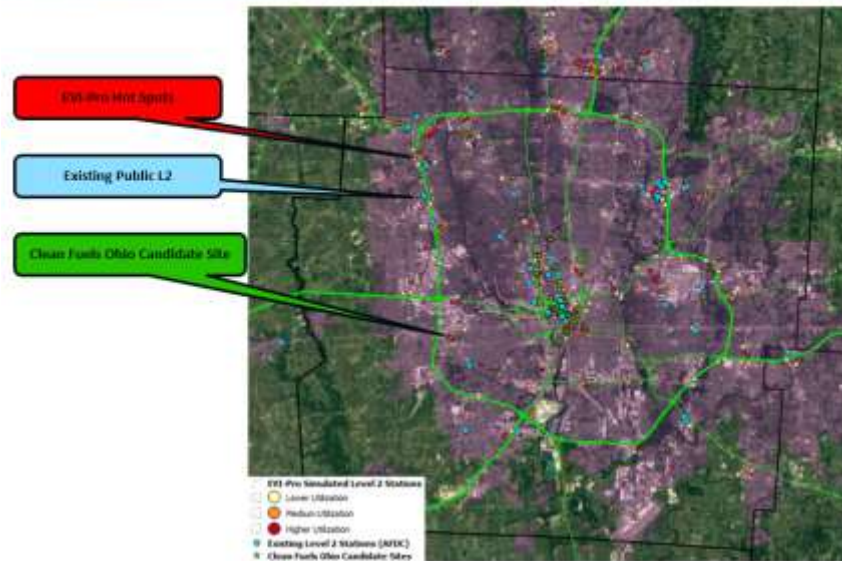 EVI-Pro Hot Spots
Existing Public L2
Clean Fuels Ohio Candidate Site
EVI-Pro Simulated Level 2 Stations
Lower Utilization
Medium Utilization
Higher Utilization
Existing Level 2 Stations (AFDC)
Clean Fuels Ohio Candidate Sites